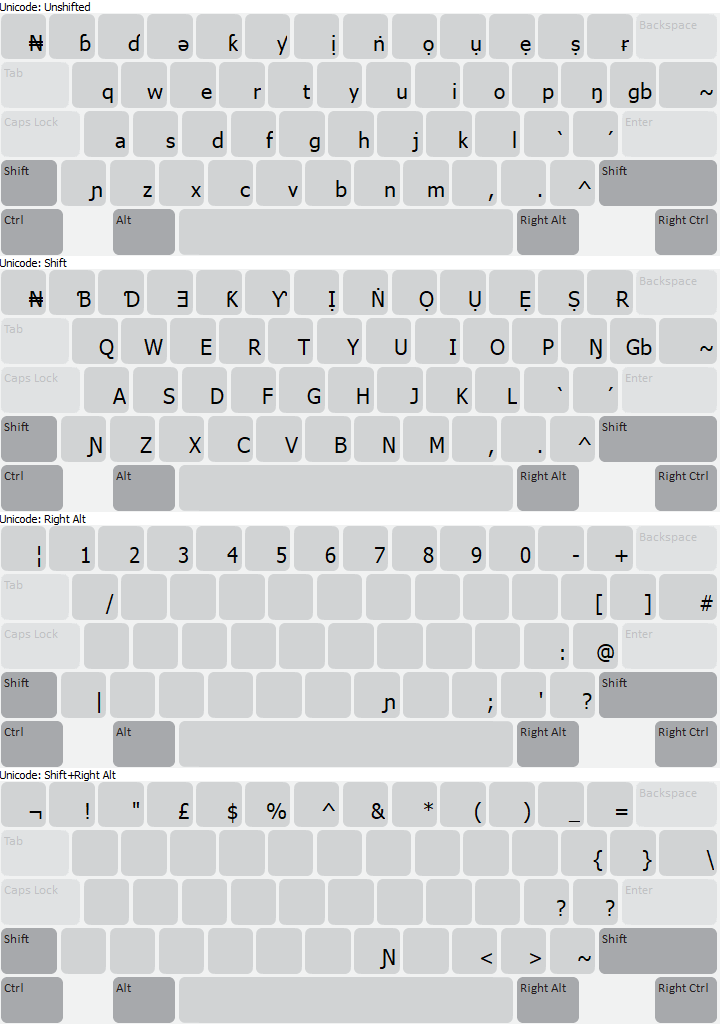 Unicode: Unshifted
₦ ɓ ɗ ə ƙ ƴ ị ṅ ọ ụ ẹ ṣ ɍ Backspace
Tab q w e r t y u i o p ŋ gb ~
Caps Lock a s d f g h j k l ` ´ Enter
Shift ɲ z x c v b n m , . ^ Shift
Ctrl Alt Right Alt Right Ctrl
Unicode: Shift
₦ Ɓ Ɗ Ǝ Ƙ Ƴ Ị Ṅ Ọ Ụ Ẹ Ṣ Ɍ Backspace
Tab Q W E R T Y U I O P Ŋ Gb ~
Caps Lock A S D F G H J K L ` ´ Enter
Shift Ɲ Z X C V B N M , . ^ Shift
Ctrl Alt Right Alt Right Ctrl
Unicode: Right Alt
¦ 1 2 3 4 5 6 7 8 9 0 - + Backspace
Tab / [ ] #
Caps Lock : @ Enter
Shift | ɲ ; ' ? Shift
Ctrl Alt Right Alt Right Ctrl
Unicode: Shift+Right Alt
¬ ! " £ $ % ^ & * ( ) _ = Backspace
Tab { } \
Caps Lock ? ? Enter
Shift Ɲ < > ~ Shift
Ctrl Alt Right Alt Right Ctrl